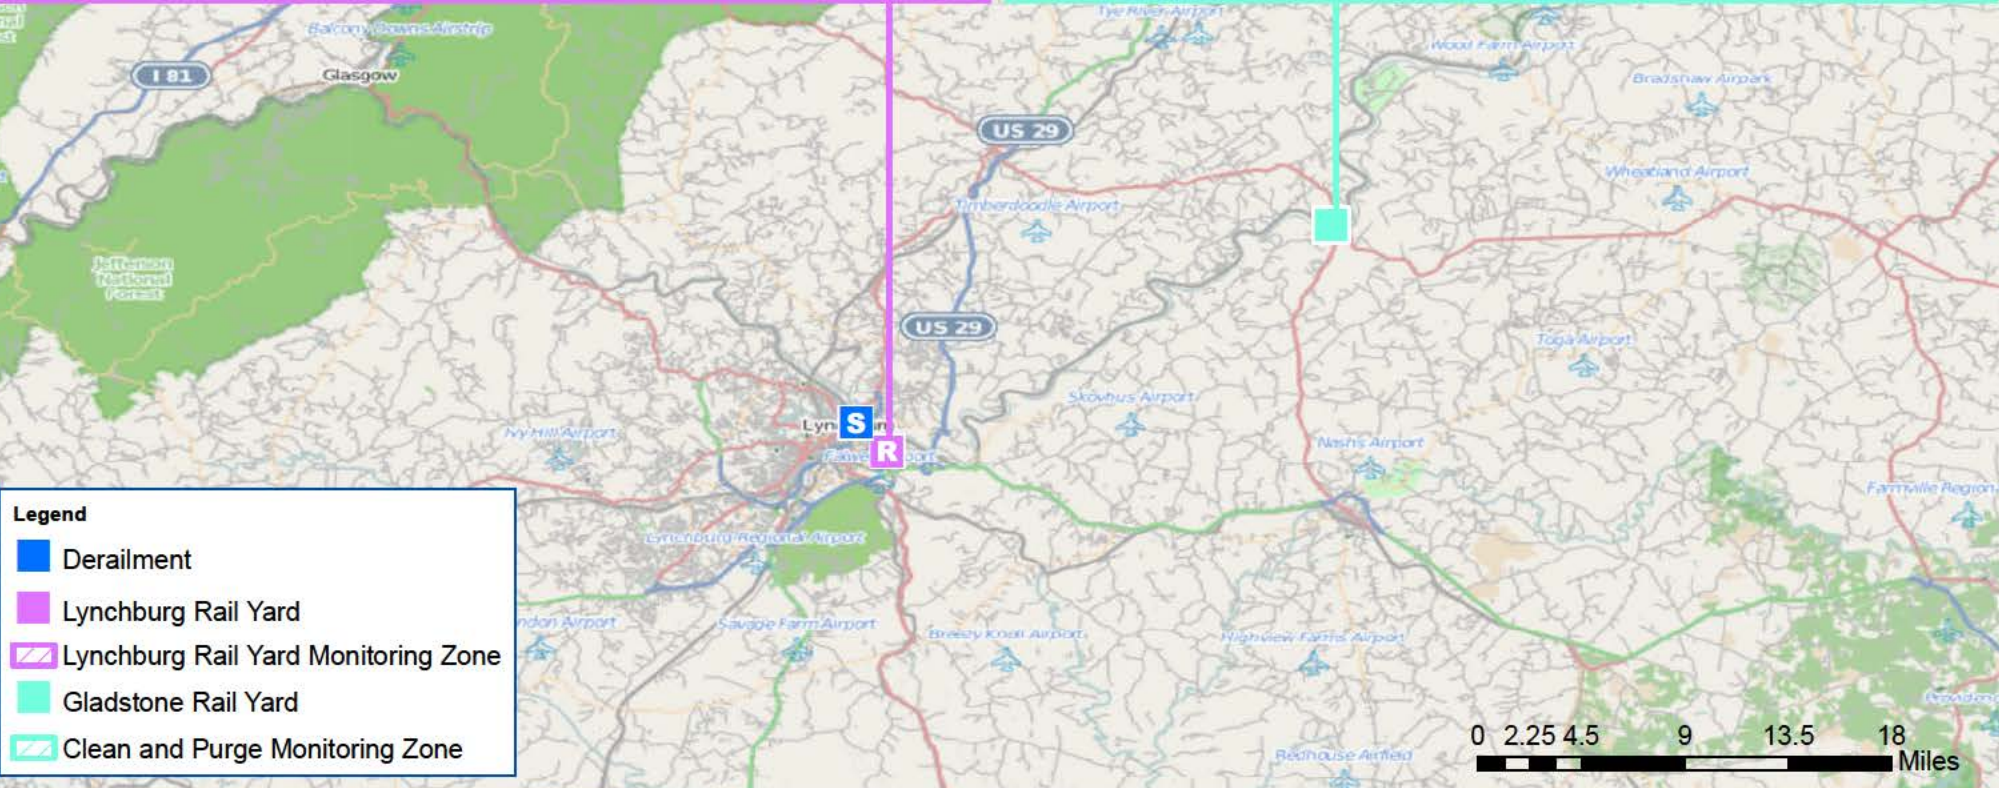 Tye River Airport
Balcony Downs Airstrip
Wood Farm Airport
I 81
Glasgow
Bradshaw Airpark
US 29
Wheatland Airport
Timberdoodle Airport
Jefferson
National
Forest
US 29
Toga Airport
Skovhus Airport
S
R
Ivy Hill Airport
Nash's Airport
Farmville Region
Lynchburg Regional Airport
Legend
Derailment
Lynchburg Rail Yard
Lynchburg Rail Yard Monitoring Zone
Gladstone Rail Yard
Clean and Purge Monitoring Zone
ndon Airport
Savage Farm Airport
Breezy Knoll Airport
Highview Farms Airport
Redhouse Airfield
0 2.25 4.5 9 13.5 18
Miles